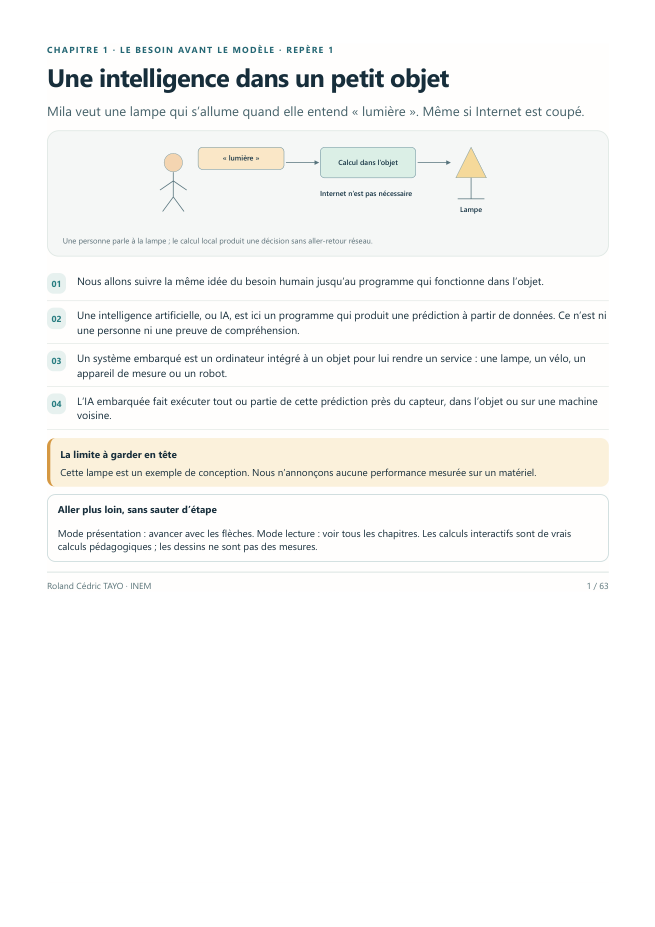 CHAPITRE 1 · LE BESOIN AVANT LE MODÈLE · REPÈRE 1
Une intelligence dans un petit objet
Mila veut une lampe qui s’allume quand elle entend « lumière ». Même si Internet est coupé.
« lumière »
Calcul dans l’objet
Internet n’est pas nécessaire
Lampe
Une personne parle à la lampe ; le calcul local produit une décision sans aller-retour réseau.
01 Nous allons suivre la même idée du besoin humain jusqu’au programme qui fonctionne dans l’objet.
02 Une intelligence artificielle, ou IA, est ici un programme qui produit une prédiction à partir de données. Ce n’est ni
une personne ni une preuve de compréhension.
03 Un système embarqué est un ordinateur intégré à un objet pour lui rendre un service : une lampe, un vélo, un
appareil de mesure ou un robot.
04 L’IA embarquée fait exécuter tout ou partie de cette prédiction près du capteur, dans l’objet ou sur une machine
voisine.
La limite à garder en tête
Cette lampe est un exemple de conception. Nous n’annonçons aucune performance mesurée sur un matériel.
Aller plus loin, sans sauter d’étape
Mode présentation : avancer avec les flèches. Mode lecture : voir tous les chapitres. Les calculs interactifs sont de vrais
calculs pédagogiques ; les dessins ne sont pas des mesures.
Roland Cédric TAYO · INEM
1 / 63